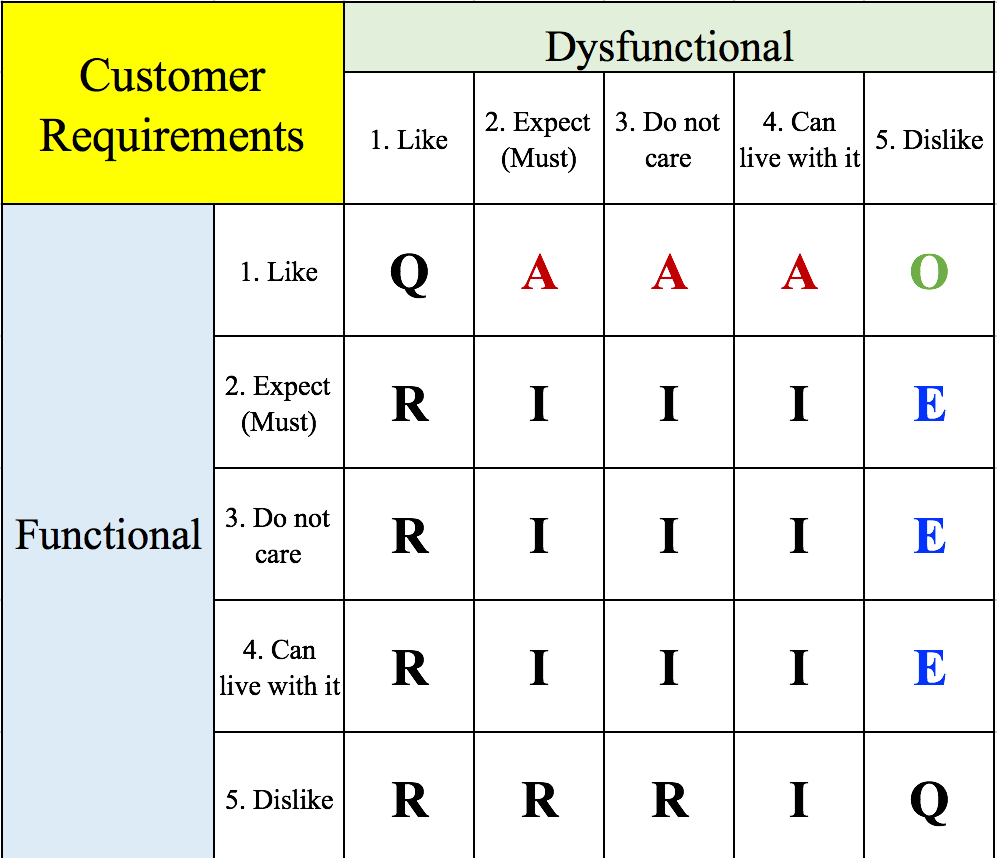 Customer
Requirements
Dysfunctional
1. Like
2. Expect
(Must)
3. Do not
care
4. Can
live with it
5. Dislike
Functional
1. Like
Q A A A O
2. Expect
(Must)
R I I I E
3. Do not
care
R I I I E
4. Can
live with it
R I I I E
5. Dislike
R R R I Q